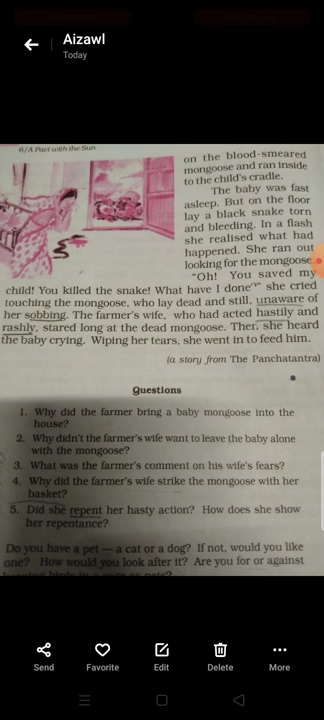 Aizawl
Today
6/A Pact with the Sun
on the blood-smeared
mongoose and ran inside
to the child's cradle.
The baby was fast
asleep. But on the floor
lay a black snake torn
and bleeding. In a flash
she realised what had
happened. She ran out
looking for the mongoose.
"Oh! You saved my
child! You killed the snake! What have I done?" she cried
touching the mongoose, who lay dead and still, unaware of
her sobbing. The farmer's wife, who had acted hastily and
rashly, stared long at the dead mongoose. Then she heard
the baby crying. Wiping her tears, she went in to feed him.
(a story from The Panchatantra)
Questions
1. Why did the farmer bring a baby mongoose into the
house?
2. Why didn't the farmer's wife want to leave the baby alone
with the mongoose?
3. What was the farmer's comment on his wife's fears?
4. Why did the farmer's wife strike the mongoose with her
basket?
5. Did she repent her hasty action? How does she show
her repentance?
Do you have a pet — a cat or a dog? If not, would you like
one? How would you look after it? Are you for or against
birds in a cage as pets?
Send
Favorite
Edit
Delete
More